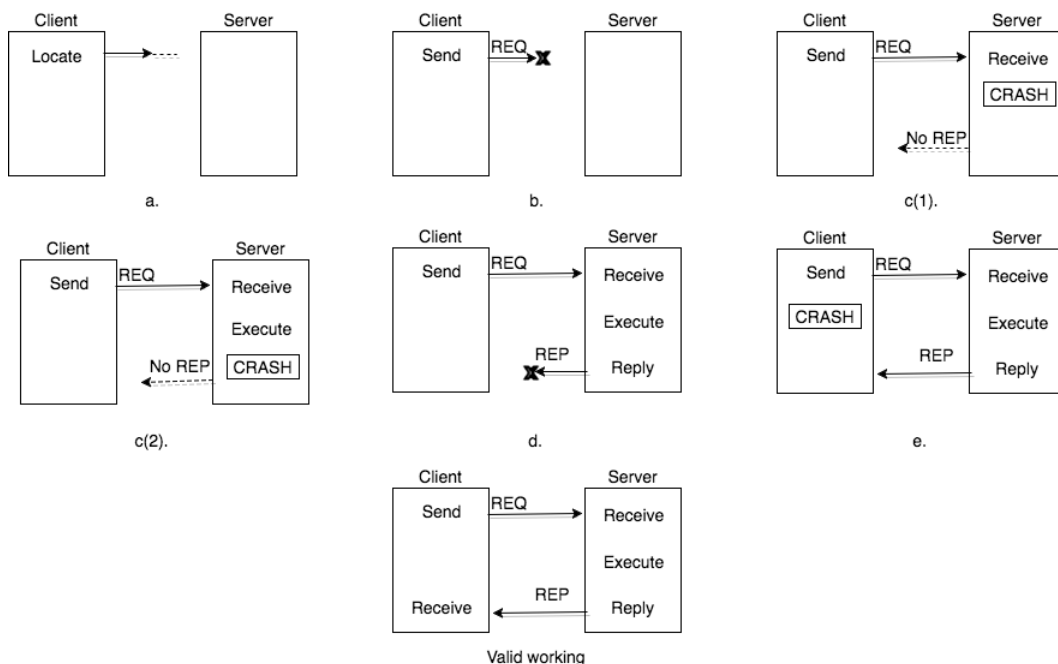 Client Server
Locate
a.
Client Server
Send REQ
X
b.
Client Server
Send REQ Receive
CRASH
No REP
c(1).
Client Server
Send REQ Receive
Execute
No REP CRASH
c(2).
Client Server
Send REQ Receive
Execute
REP Reply
X
d.
Client Server
Send REQ Receive
CRASH Execute
REP Reply
e.
Client Server
Send REQ Receive
Execute
Receive REP Reply
Valid working